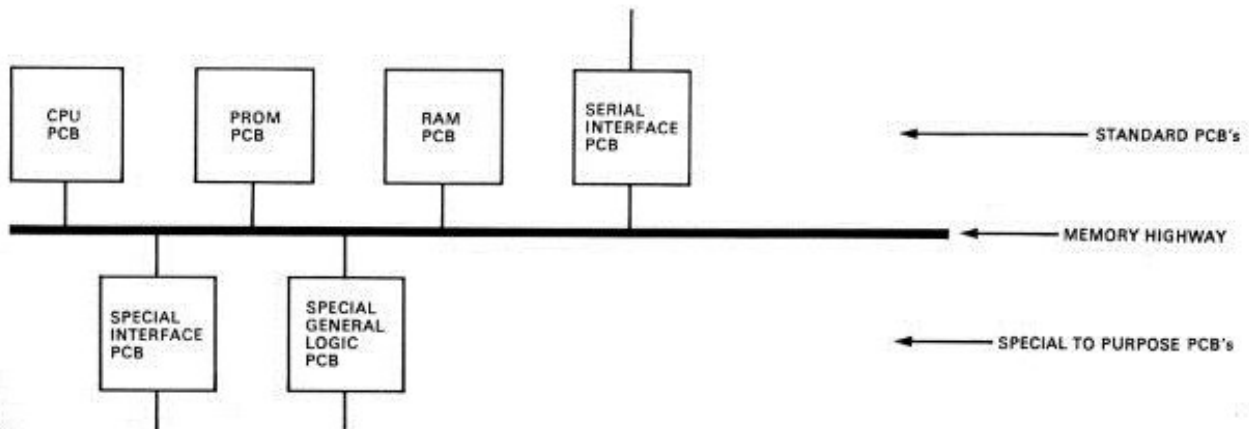 CPU
PCB
PROM
PCB
RAM
PCB
SERIAL
INTERFACE
PCB
STANDARD PCB's
MEMORY HIGHWAY
SPECIAL
INTERFACE
PCB
SPECIAL
GENERAL
LOGIC
PCB
SPECIAL TO PURPOSE PCB's